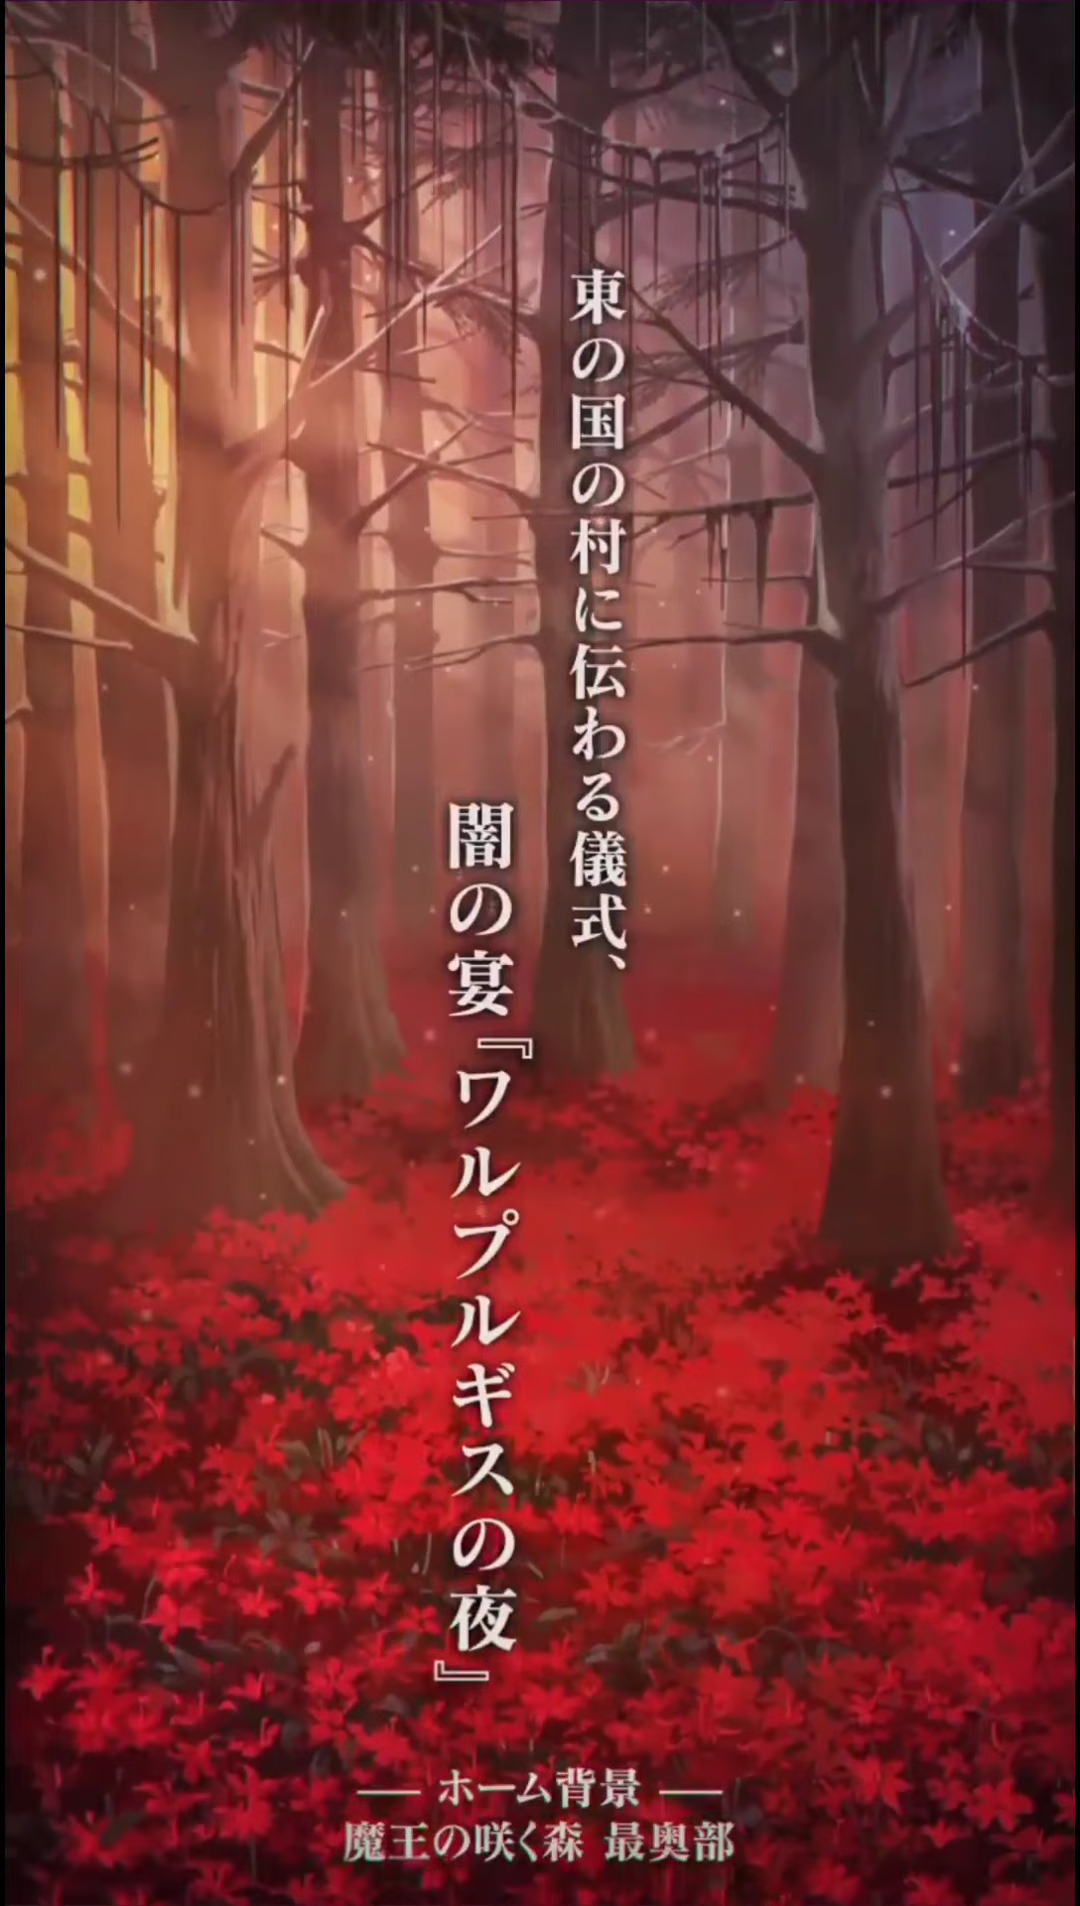 東の国の村に伝わる儀式、
闇の宴『ワルプルギスの夜』
― ホーム背景 ―
魔王の咲く森 最奥部